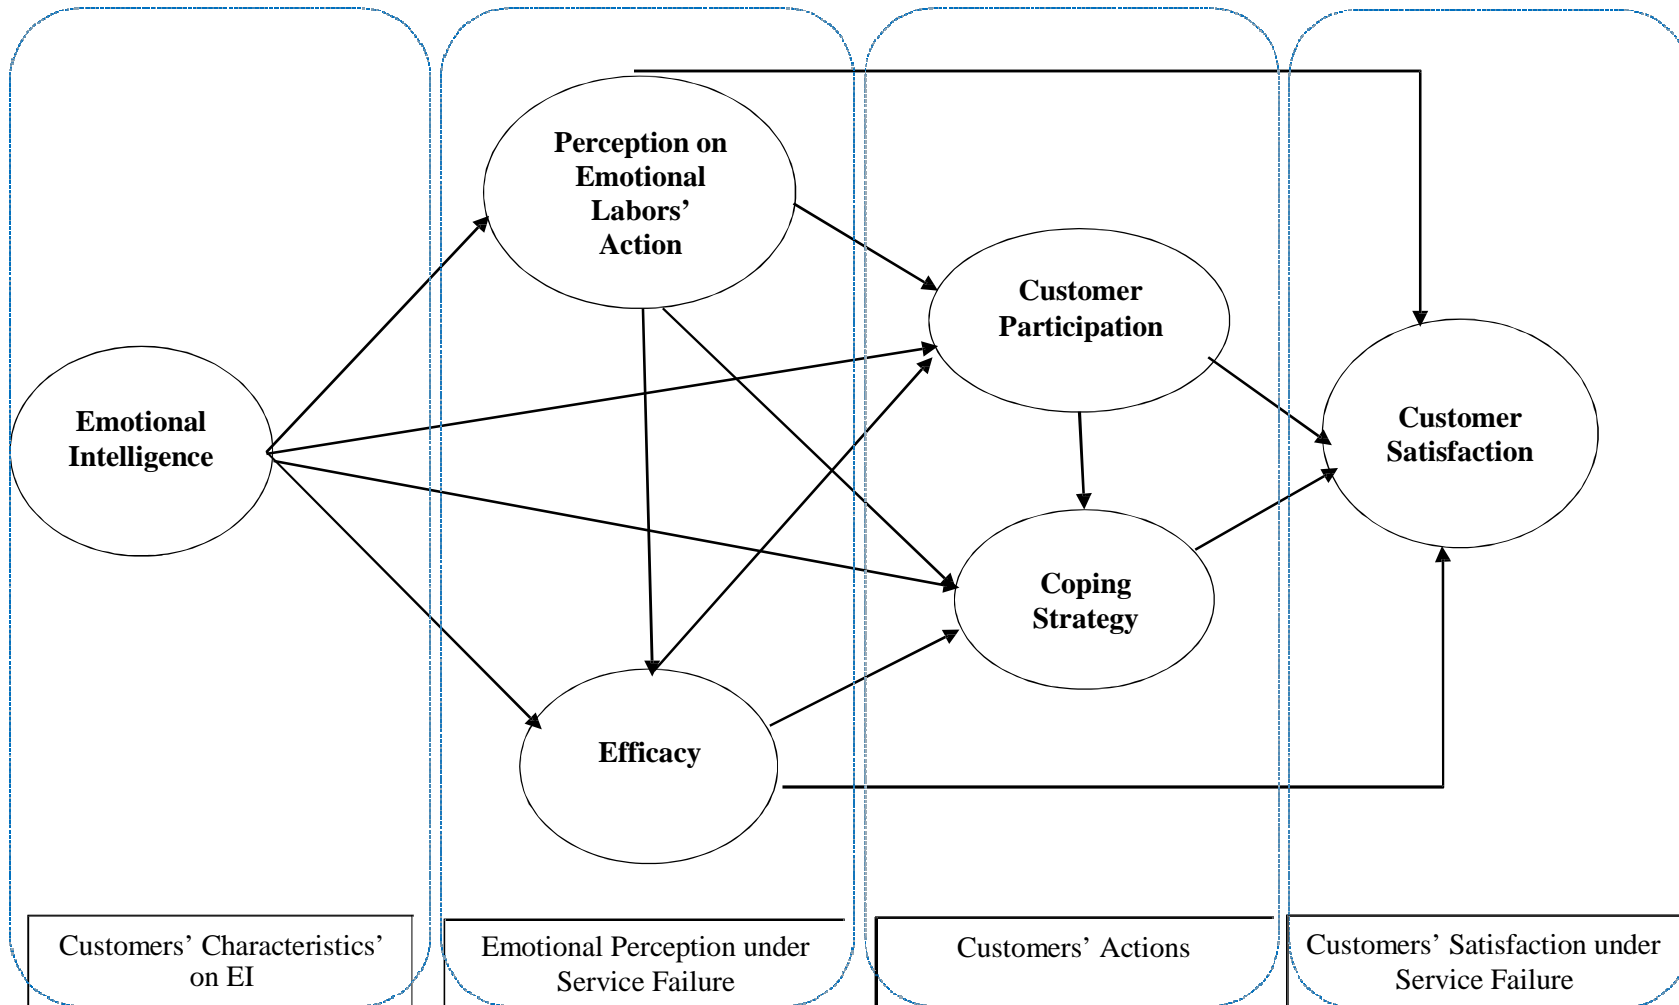 Perception on
Emotional
Labors’
Action
Customer
Participation
Emotional
Intelligence
Customer
Satisfaction
Coping
Strategy
Efficacy
Customers’ Characteristics’
on EI
Emotional Perception under
Service Failure
Customers’ Actions
Customers’ Satisfaction under
Service Failure